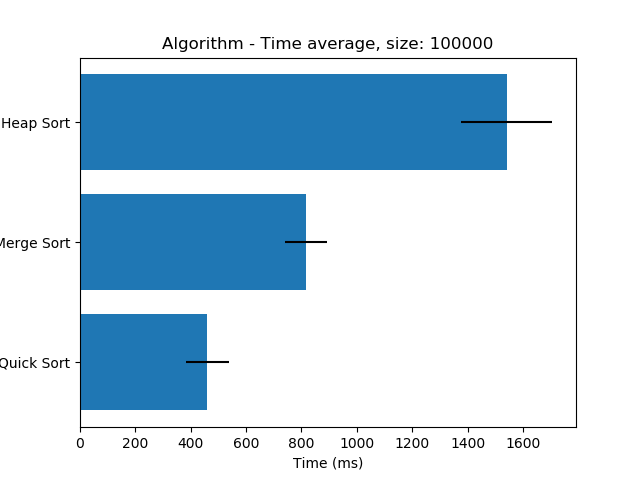 Algorithm - Time average, size: 100000
Heap Sort
Merge Sort
Quick Sort
0 200 400 600 800 1000 1200 1400 1600
Time (ms)